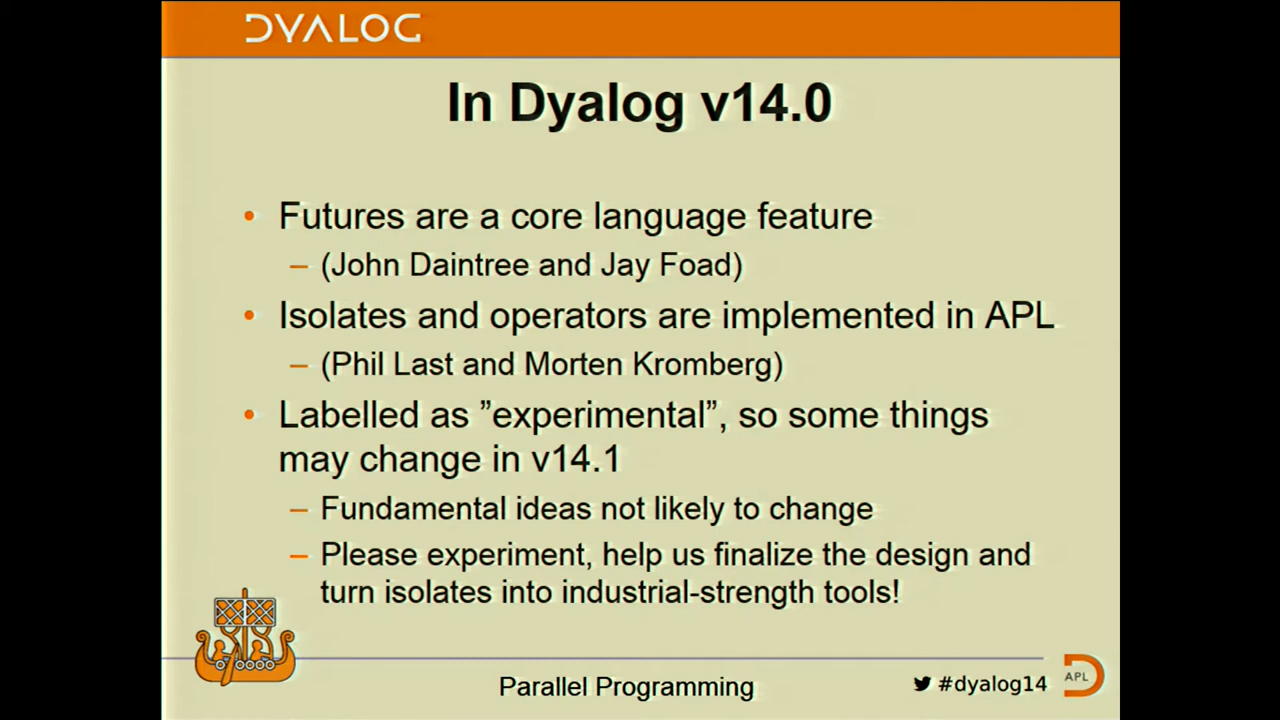 DYALOG
In Dyalog v14.0
• Futures are a core language feature
– (John Daintree and Jay Foad)
• Isolates and operators are implemented in APL
– (Phil Last and Morten Kromberg)
• Labelled as ”experimental”, so some things
may change in v14.1
– Fundamental ideas not likely to change
– Please experiment, help us finalize the design and
turn isolates into industrial-strength tools!
Parallel Programming
#dyalog14
APL